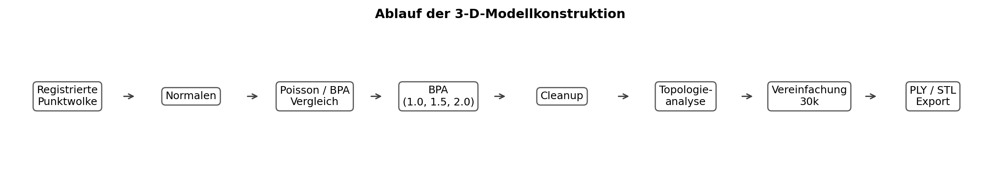 Ablauf der 3-D-Modellkonstruktion
Registrierte
Punktwolke
Normalen
Poisson / BPA
Vergleich
BPA
(1.0, 1.5, 2.0)
Cleanup
Topologie-
analyse
Vereinfachung
30k
PLY / STL
Export